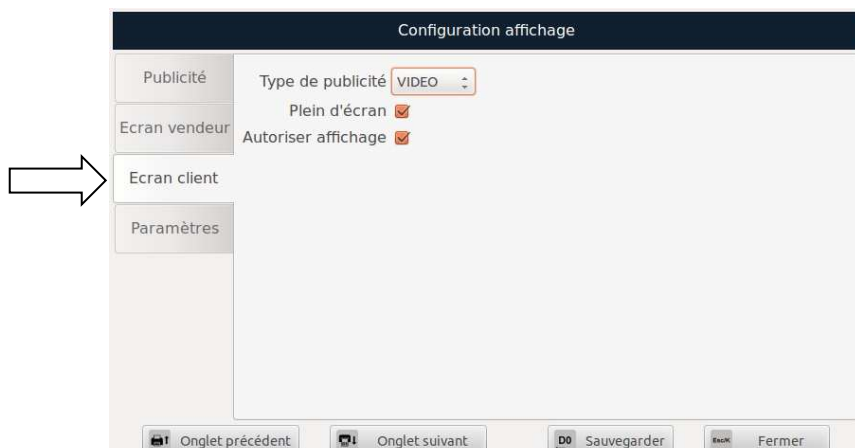 Configuration affichage
Publicité
Type de publicité VIDEO
Plein d'écran
Ecran vendeur
Autoriser affichage
Ecran client
Paramètres
Onglet précédent Onglet suivant D0 Sauvegarder Esc/K Fermer